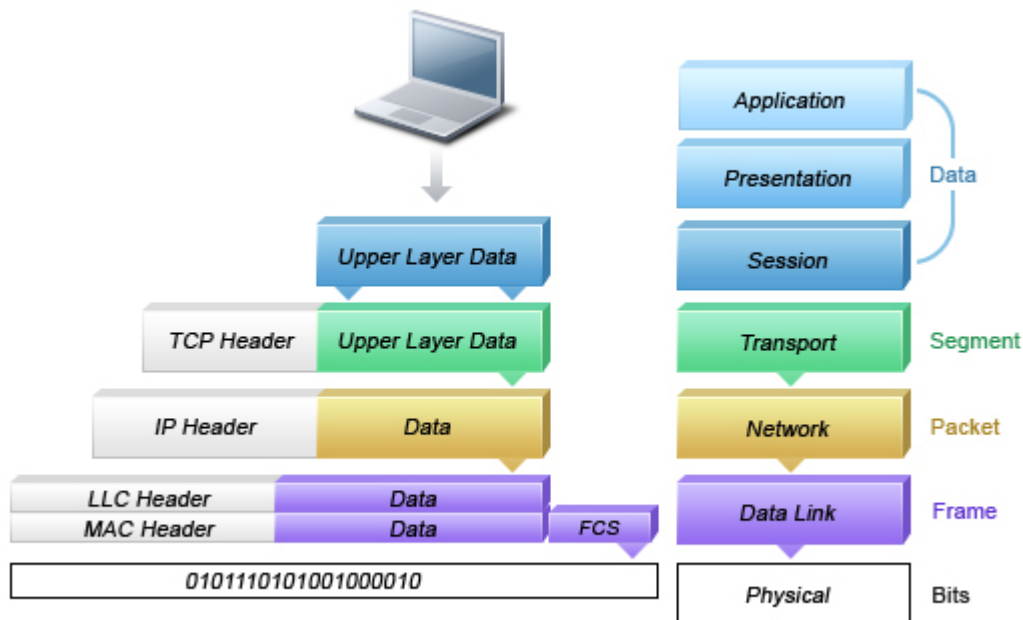 Application
Presentation
Data
Upper Layer Data
Session
TCP Header
Upper Layer Data
Transport
Segment
IP Header
Data
Network
Packet
LLC Header
Data
MAC Header
Data
FCS
Data Link
Frame
0101110101001000010
Physical
Bits